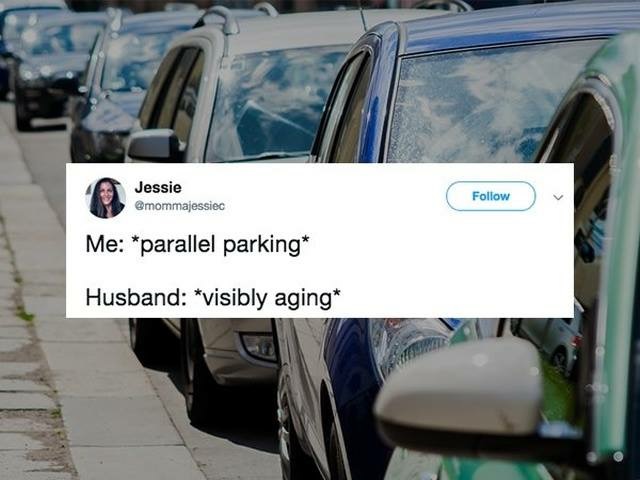 Jessie
@mommajessiec
Follow
Me: *parallel parking*
Husband: *visibly aging*